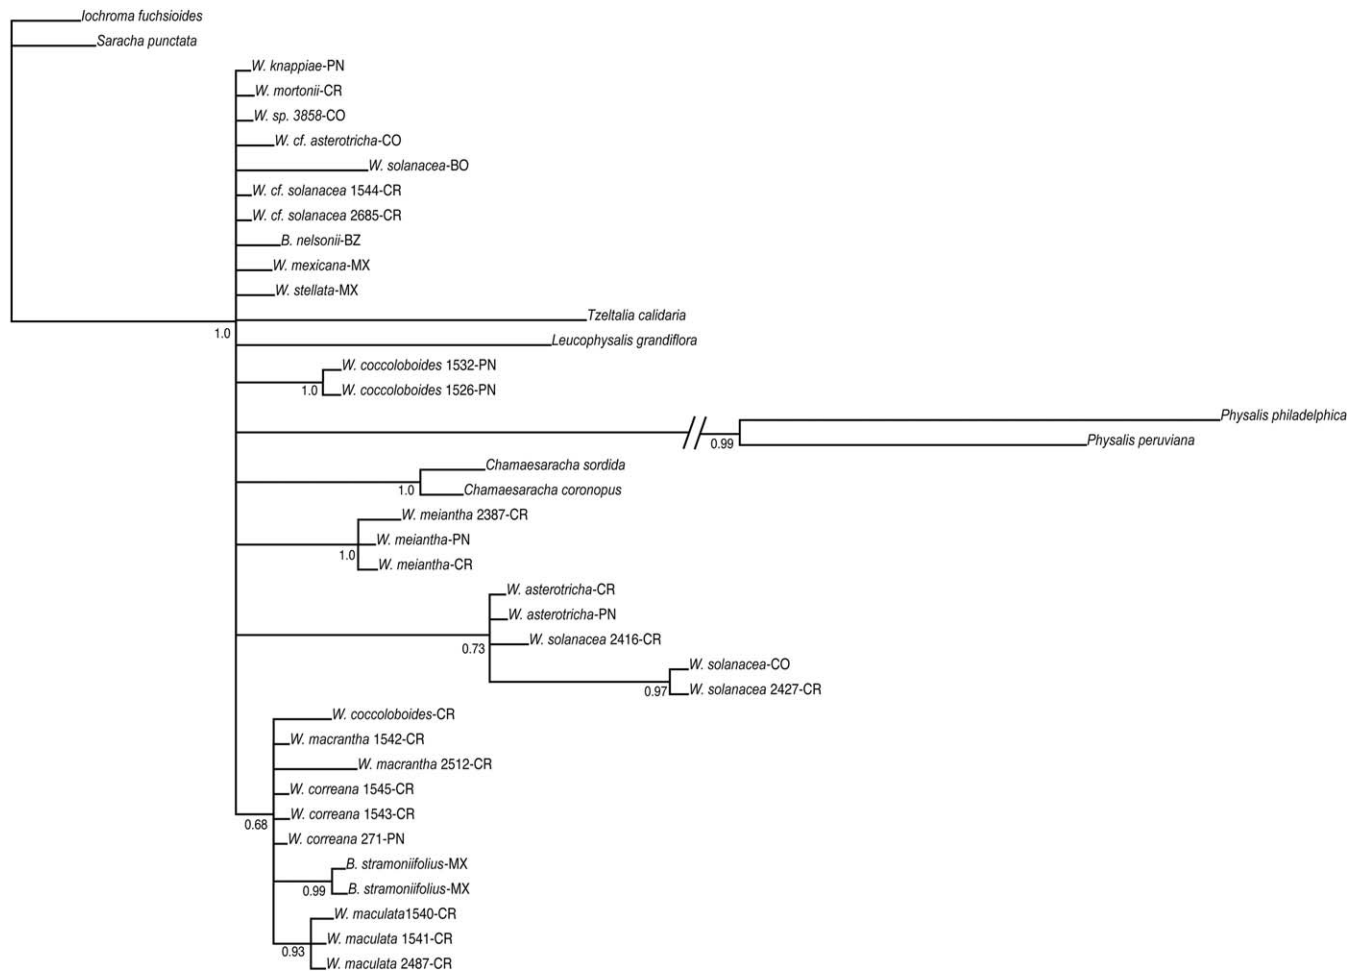 Iochroma fuchsioides
Saracha punctata
W. knappiae-PN
W. mortonii-CR
W. sp. 3858-CO
W. cf. asterotricha-CO
W. solanacea-BO
W. cf. solanacea 1544-CR
W. cf. solanacea 2685-CR
B. nelsonii-BZ
W. mexicana-MX
W. stellata-MX
Tzeltalia calidaria
1.0
Leucophysalis grandiflora
W. coccoloboides 1532-PN
1.0
W. coccoloboides 1526-PN
Physalis philadelphica
0.99
Physalis peruviana
Chamaesaracha sordida
1.0
Chamaesaracha coronopus
W. meiantha 2387-CR
W. meiantha-PN
1.0
W. meiantha-CR
W. asterotricha-CR
W. asterotricha-PN
W. solanacea 2416-CR
0.73
W. solanacea-CO
0.97
W. solanacea 2427-CR
W. coccoloboides-CR
W. macrantha 1542-CR
W. macrantha 2512-CR
W. correana 1545-CR
W. correana 1543-CR
0.68
W. correana 271-PN
B. stramoniifolius-MX
0.99
B. stramoniifolius-MX
W. maculata1540-CR
W. maculata 1541-CR
0.93
W. maculata 2487-CR